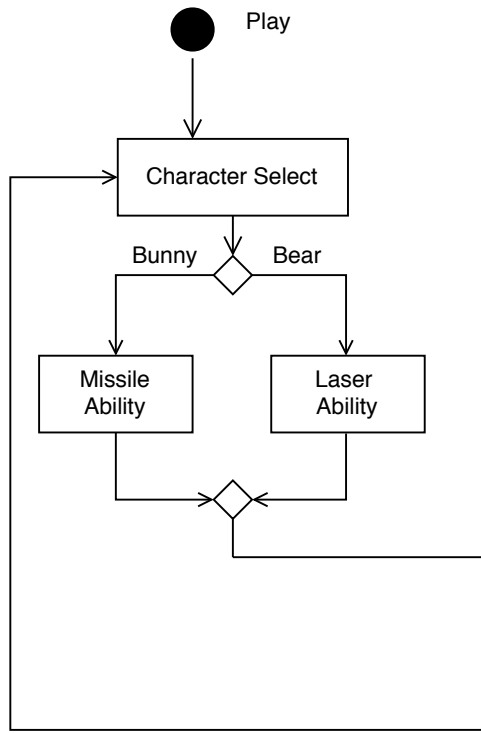 Play
Character Select
Bunny
Bear
Missile
Ability
Laser
Ability